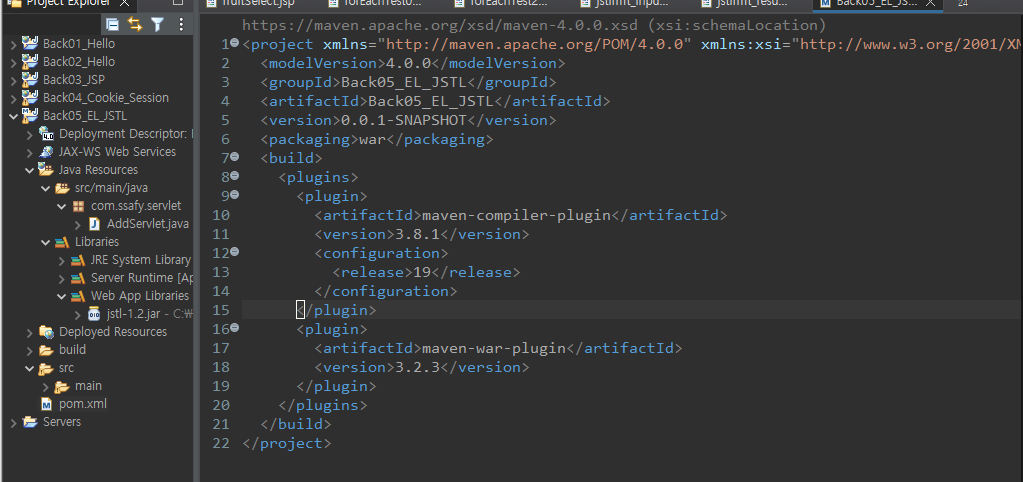 Project Explorer
fruitSelect.jsp
Back05_EL_JS...
24
Back01_Hello
Back02_Hello
Back03_JSP
Back04_Cookie_Session
Back05_EL_JSTL
Deployment Descriptor:
JAX-WS Web Services
Java Resources
src/main/java
com.ssafy.servlet
AddServlet.java
Libraries
JRE System Library
Server Runtime [Ap
Web App Libraries
jstl-1.2.jar - C:₩
Deployed Resources
build
src
main
pom.xml
Servers
https://maven.apache.org/xsd/maven-4.0.0.xsd (xsi:schemaLocation)
1 <project xmlns="http://maven.apache.org/POM/4.0.0" xmlns:xsi="http://www.w3.org/2001/XM
2 <modelVersion>4.0.0</modelVersion>
3 <groupId>Back05_EL_JSTL</groupId>
4 <artifactId>Back05_EL_JSTL</artifactId>
5 <version>0.0.1-SNAPSHOT</version>
6 <packaging>war</packaging>
7 <build>
8 <plugins>
9 <plugin>
10 <artifactId>maven-compiler-plugin</artifactId>
11 <version>3.8.1</version>
12 <configuration>
13 <release>19</release>
14 </configuration>
15 </plugin>
16 <plugin>
17 <artifactId>maven-war-plugin</artifactId>
18 <version>3.2.3</version>
19 </plugin>
20 </plugins>
21 </build>
22 </project>